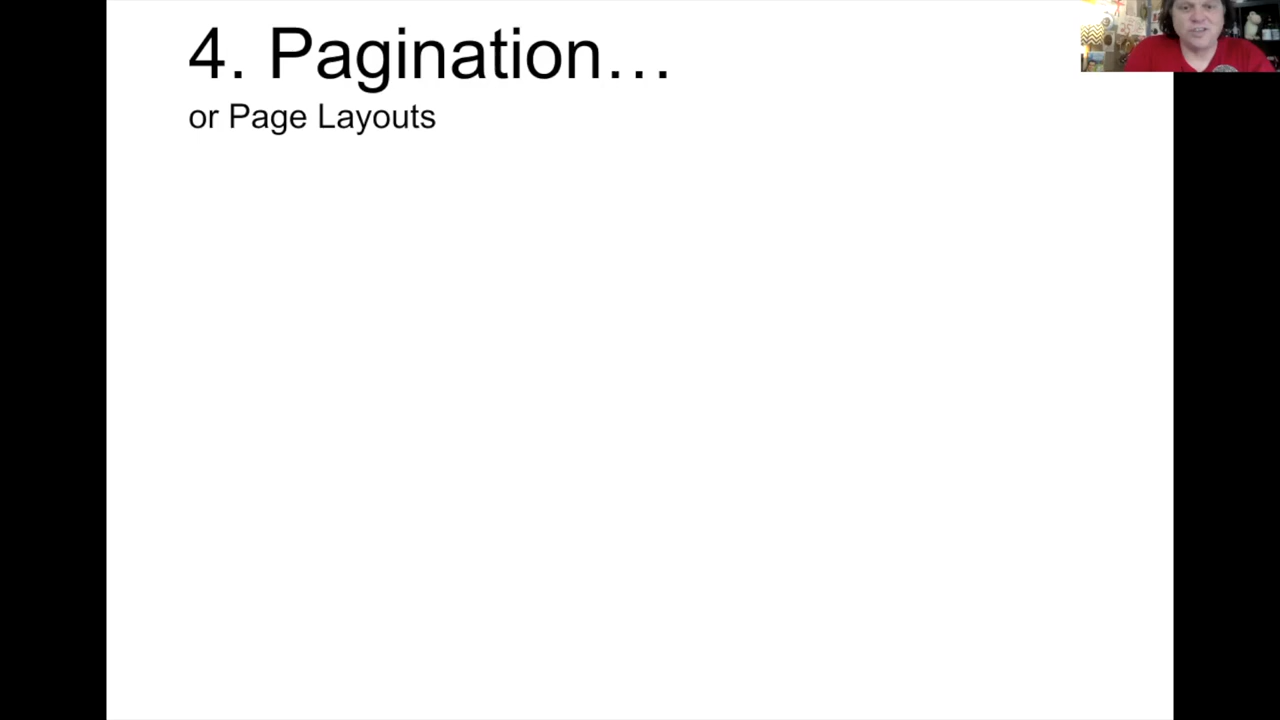 4. Pagination…
or Page Layouts